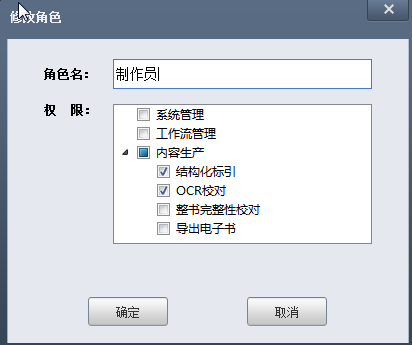 修改角色
角色名： 制作员
权 限：
系统管理
工作流管理
内容生产
结构化标引
OCR校对
整书完整性校对
导出电子书
确定 取消